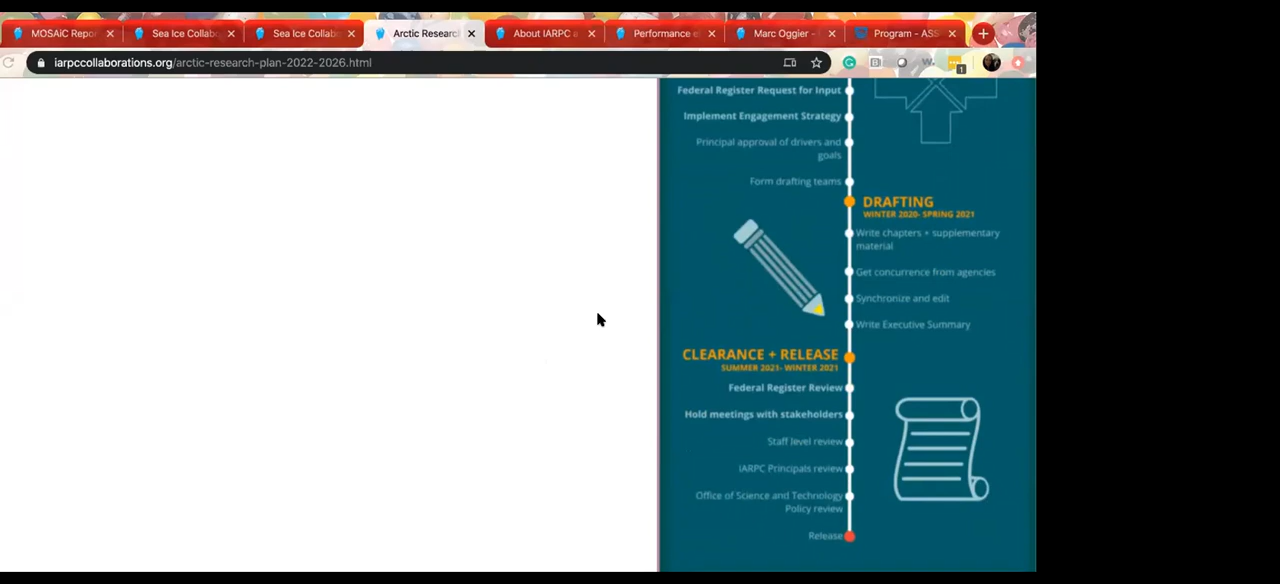 MOSAiC Repor
Sea Ice Collabo
Sea Ice Collabo
Arctic Researc
About IARPC a
Performance e
Marc Oggier -
Program - ASS
iarpccollaborations.org/arctic-research-plan-2022-2026.html
1
Federal Register Request for Input
Implement Engagement Strategy
Principal approval of drivers and
goals
Form drafting teams
DRAFTING
WINTER 2020- SPRING 2021
Write chapters + supplementary
material
Get concurrence from agencies
Synchronize and edit
Write Executive Summary
CLEARANCE + RELEASE
SUMMER 2021- WINTER 2021
Federal Register Review
Hold meetings with stakeholders
Staff level review
IARPC Principals review
Office of Science and Technology
Policy review
Release